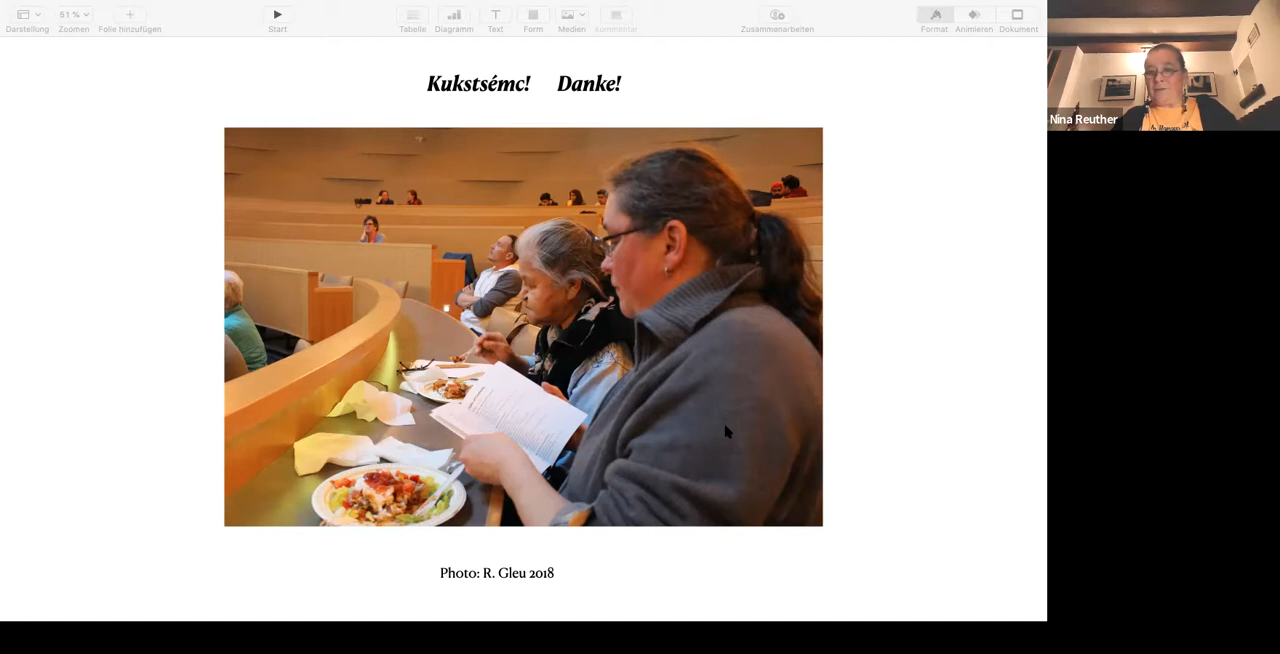 51 %
Darstellung Zoomen Folie hinzufügen Start Tabelle Diagramm Text Form Medien Kommentar Zusammenarbeiten Format Animieren Dokument
Kukstsémc! Danke!
Photo: R. Gleu 2018
Nina Reuther